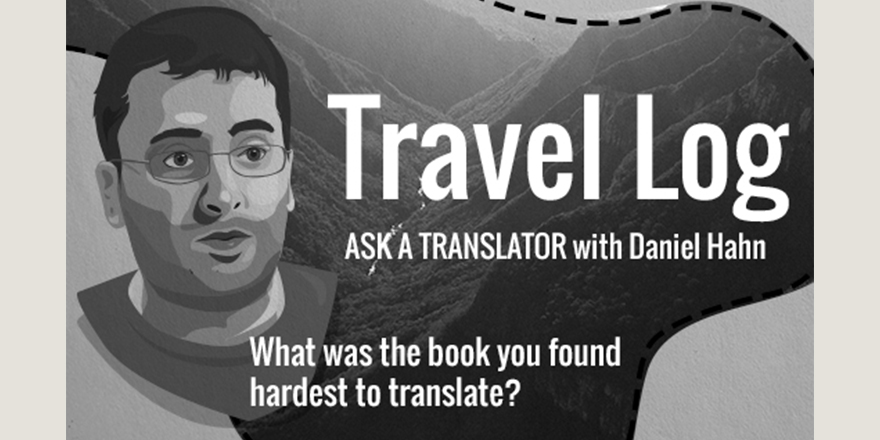 Travel Log
ASK A TRANSLATOR with Daniel Hahn
What was the book you found
hardest to translate?